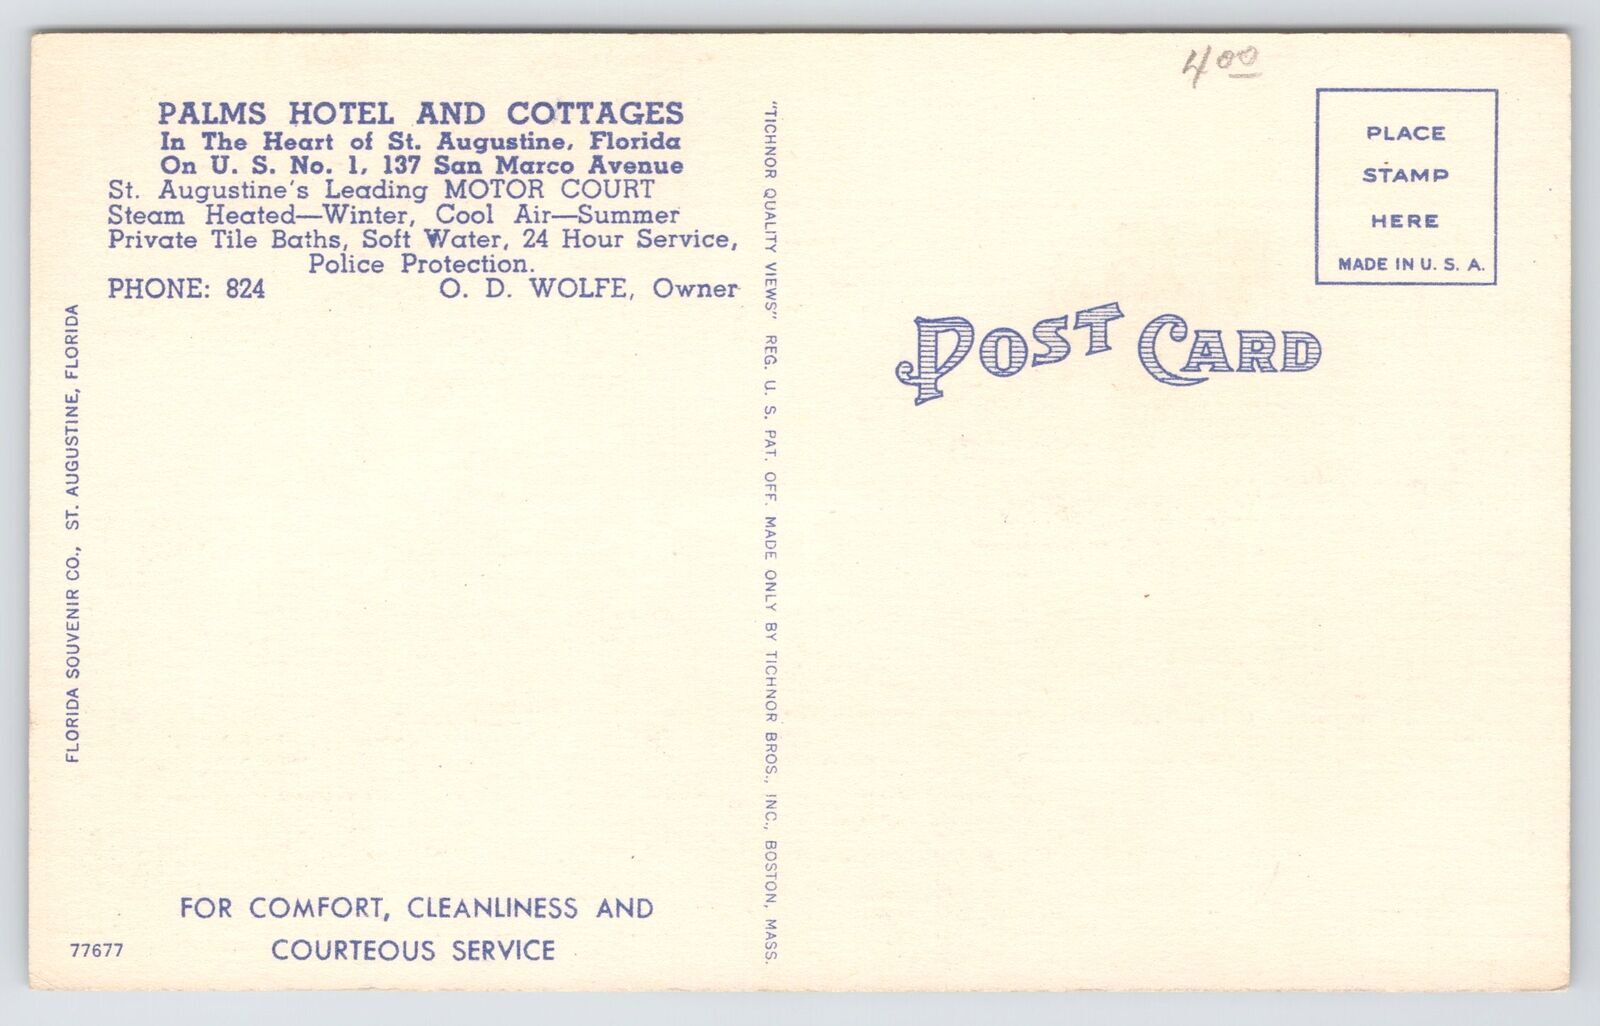 PALMS HOTEL AND COTTAGES
In The Heart of St. Augustine, Florida
On U. S. No. 1, 137 San Marco Avenue
St. Augustine's Leading MOTOR COURT
Steam Heated—Winter, Cool Air—Summer
Private Tile Baths, Soft Water, 24 Hour Service,
Police Protection.
PHONE: 824 O. D. WOLFE, Owner
FLORIDA SOUVENIR CO., ST. AUGUSTINE, FLORIDA
FOR COMFORT, CLEANLINESS AND
COURTEOUS SERVICE
77677
"TICHNOR QUALITY VIEWS" REG. U. S. PAT. OFF. MADE ONLY BY TICHNOR BROS., INC., BOSTON, MASS.
4 00
PLACE
STAMP
HERE
MADE IN U. S. A.
POST CARD